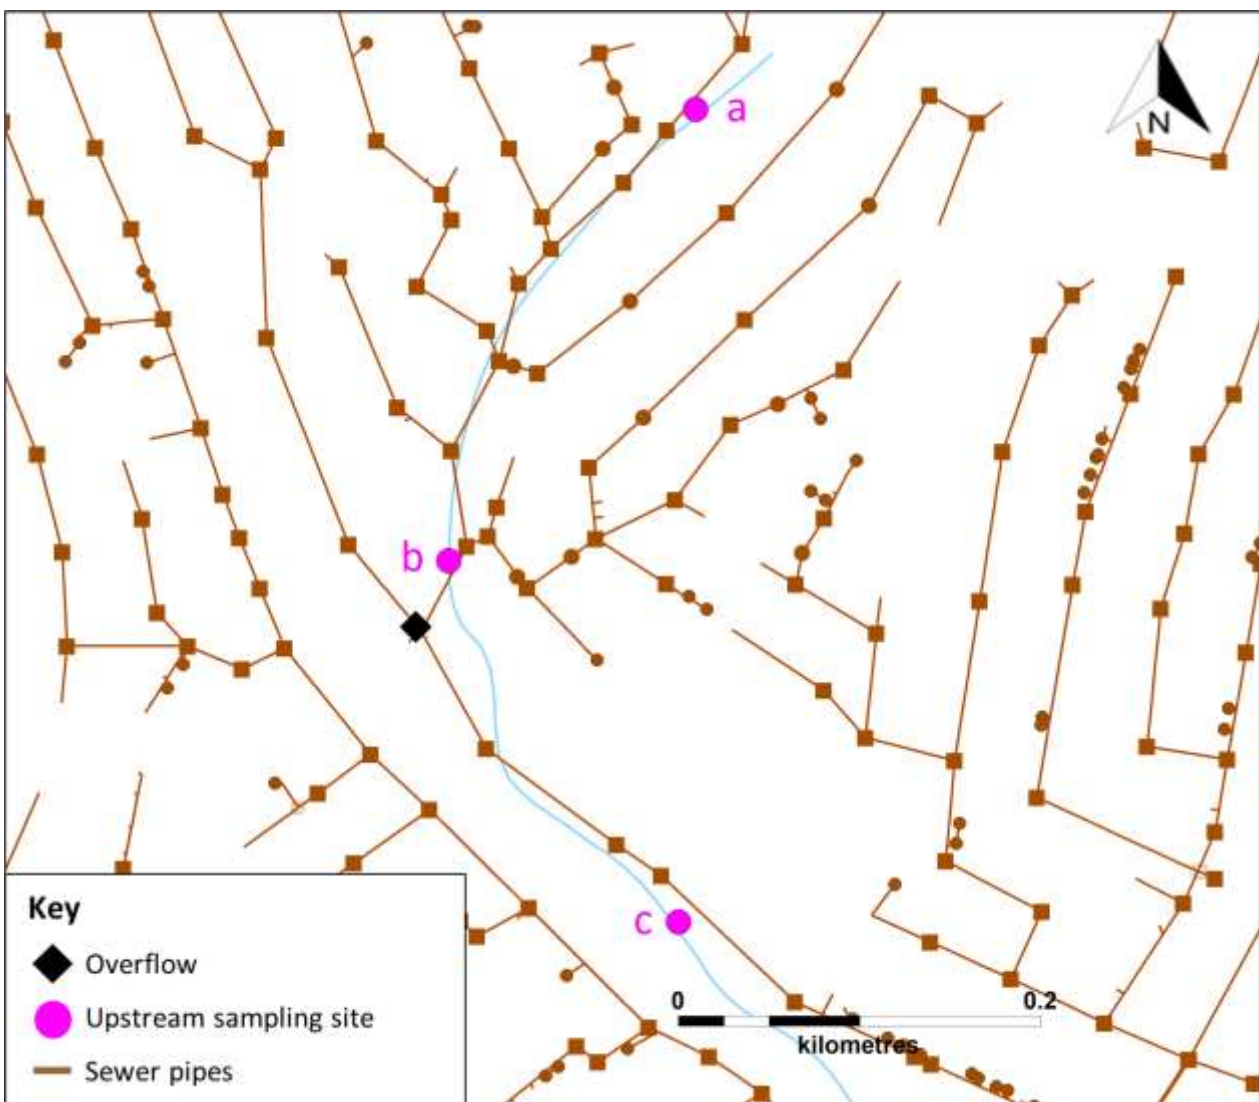 a
N
b
c
0 0.2
kilometres
Key
Overflow
Upstream sampling site
Sewer pipes